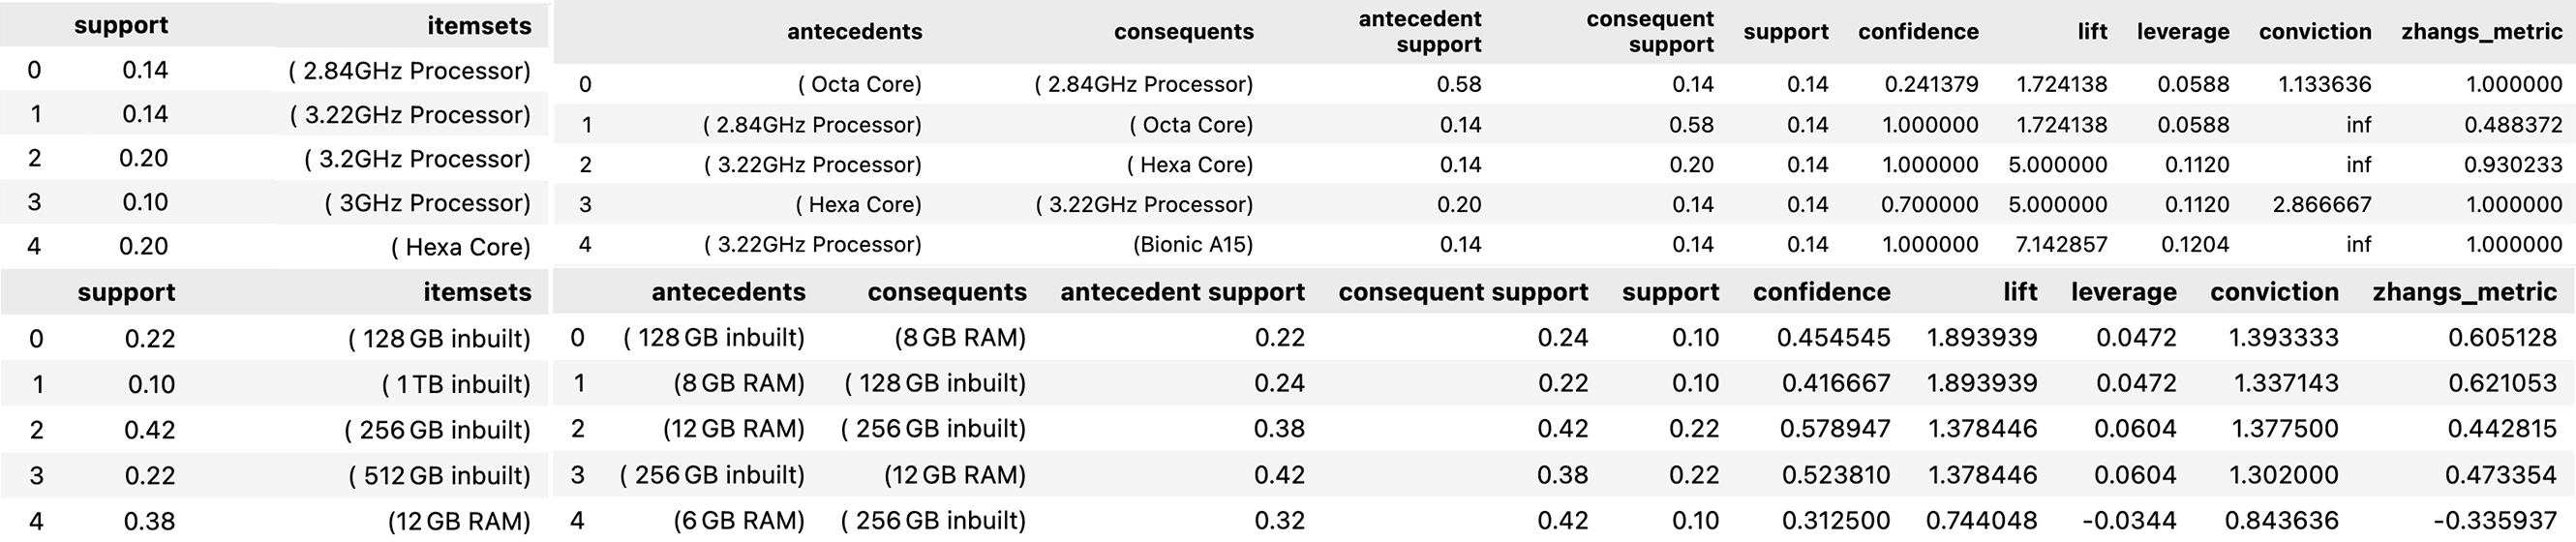 support itemsets
0 0.14 ( 2.84GHz Processor)
1 0.14 ( 3.22GHz Processor)
2 0.20 ( 3.2GHz Processor)
3 0.10 ( 3GHz Processor)
4 0.20 ( Hexa Core)
antecedents consequents antecedent support consequent support support confidence lift leverage conviction zhangs_metric
0 ( Octa Core) ( 2.84GHz Processor) 0.58 0.14 0.14 0.241379 1.724138 0.0588 1.133636 1.000000
1 ( 2.84GHz Processor) ( Octa Core) 0.14 0.58 0.14 1.000000 1.724138 0.0588 inf 0.488372
2 ( 3.22GHz Processor) ( Hexa Core) 0.14 0.20 0.14 1.000000 5.000000 0.1120 inf 0.930233
3 ( Hexa Core) ( 3.22GHz Processor) 0.20 0.14 0.14 0.700000 5.000000 0.1120 2.866667 1.000000
4 ( 3.22GHz Processor) (Bionic A15) 0.14 0.14 0.14 1.000000 7.142857 0.1204 inf 1.000000
support itemsets
0 0.22 ( 128 GB inbuilt)
1 0.10 ( 1 TB inbuilt)
2 0.42 ( 256 GB inbuilt)
3 0.22 ( 512 GB inbuilt)
4 0.38 (12 GB RAM)
antecedents consequents antecedent support consequent support support confidence lift leverage conviction zhangs_metric
0 ( 128 GB inbuilt) (8 GB RAM) 0.22 0.24 0.10 0.454545 1.893939 0.0472 1.393333 0.605128
1 (8 GB RAM) ( 128 GB inbuilt) 0.24 0.22 0.10 0.416667 1.893939 0.0472 1.337143 0.621053
2 (12 GB RAM) ( 256 GB inbuilt) 0.38 0.42 0.22 0.578947 1.378446 0.0604 1.377500 0.442815
3 ( 256 GB inbuilt) (12 GB RAM) 0.42 0.38 0.22 0.523810 1.378446 0.0604 1.302000 0.473354
4 (6 GB RAM) ( 256 GB inbuilt) 0.32 0.42 0.10 0.312500 0.744048 -0.0344 0.843636 -0.335937